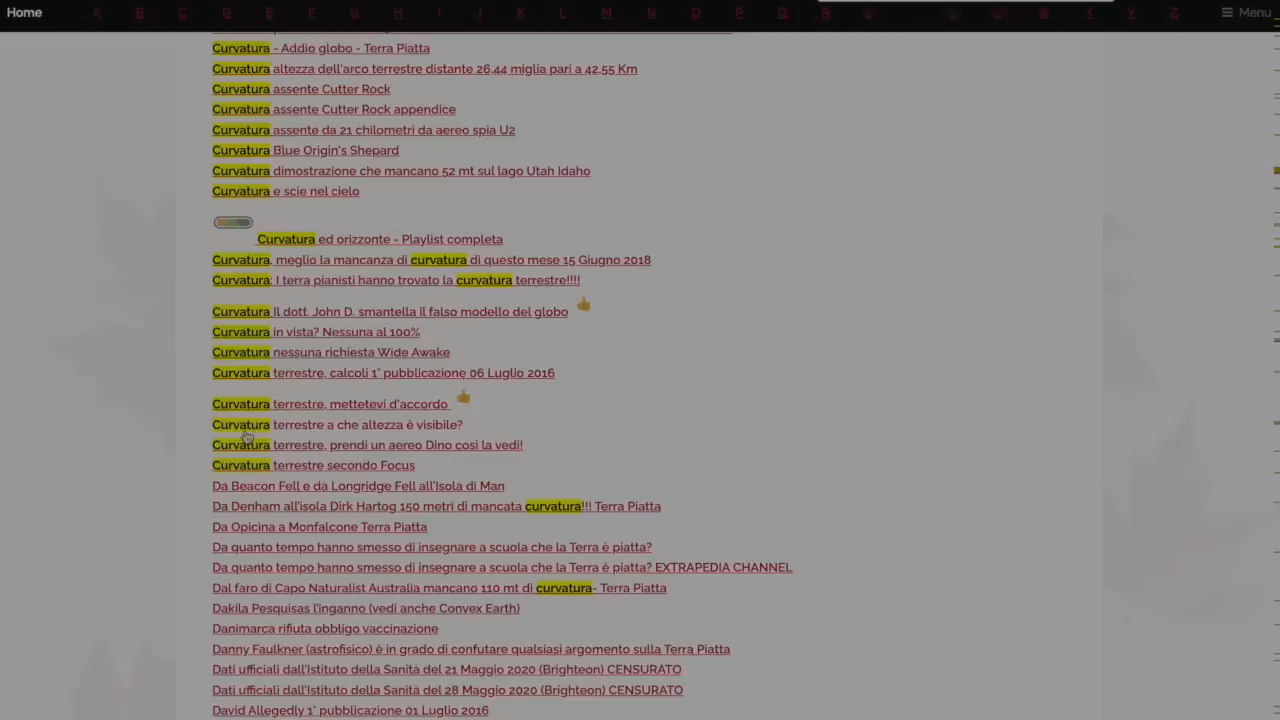 Home A B C D E F G H I J K L M N O P Q R Y Z Menu
Curvatura - Addio globo - Terra Piatta
Curvatura altezza dell'arco terrestre distante 26,44 miglia pari a 42,55 Km
Curvatura assente Cutter Rock
Curvatura assente Cutter Rock appendice
Curvatura assente da 21 chilometri da aereo spia U2
Curvatura Blue Origin's Shepard
Curvatura dimostrazione che mancano 52 mt sul lago Utah Idaho
Curvatura e scie nel cielo
Curvatura ed orizzonte - Playlist completa
Curvatura, meglio la mancanza di curvatura di questo mese 15 Giugno 2018
Curvatura: I terra pianisti hanno trovato la curvatura terrestre!!!!
Curvatura Il dott. John D. smantella il falso modello del globo
Curvatura in vista? Nessuna al 100%
Curvatura nessuna richiesta Wide Awake
Curvatura terrestre, calcoli 1° pubblicazione 06 Luglio 2016
Curvatura terrestre, mettetevi d'accordo
Curvatura terrestre a che altezza è visibile?
Curvatura terrestre, prendi un aereo Dino così la vedi!
Curvatura terrestre secondo Focus
Da Beacon Fell e da Longridge Fell all'Isola di Man
Da Denham all'isola Dirk Hartog 150 metri di mancata curvatura!!! Terra Piatta
Da Opicina a Monfalcone Terra Piatta
Da quanto tempo hanno smesso di insegnare a scuola che la Terra è piatta?
Da quanto tempo hanno smesso di insegnare a scuola che la Terra è piatta? EXTRAPEDIA CHANNEL
Dal faro di Capo Naturalist Australia mancano 110 mt di curvatura- Terra Piatta
Dakila Pesquisas l'inganno (vedi anche Convex Earth)
Danimarca rifiuta obbligo vaccinazione
Danny Faulkner (astrofisico) è in grado di confutare qualsiasi argomento sulla Terra Piatta
Dati ufficiali dall'Istituto della Sanità del 21 Maggio 2020 (Brighteon) CENSURATO
Dati ufficiali dall'Istituto della Sanità del 28 Maggio 2020 (Brighteon) CENSURATO
David Allegedly 1° pubblicazione 01 Luglio 2016